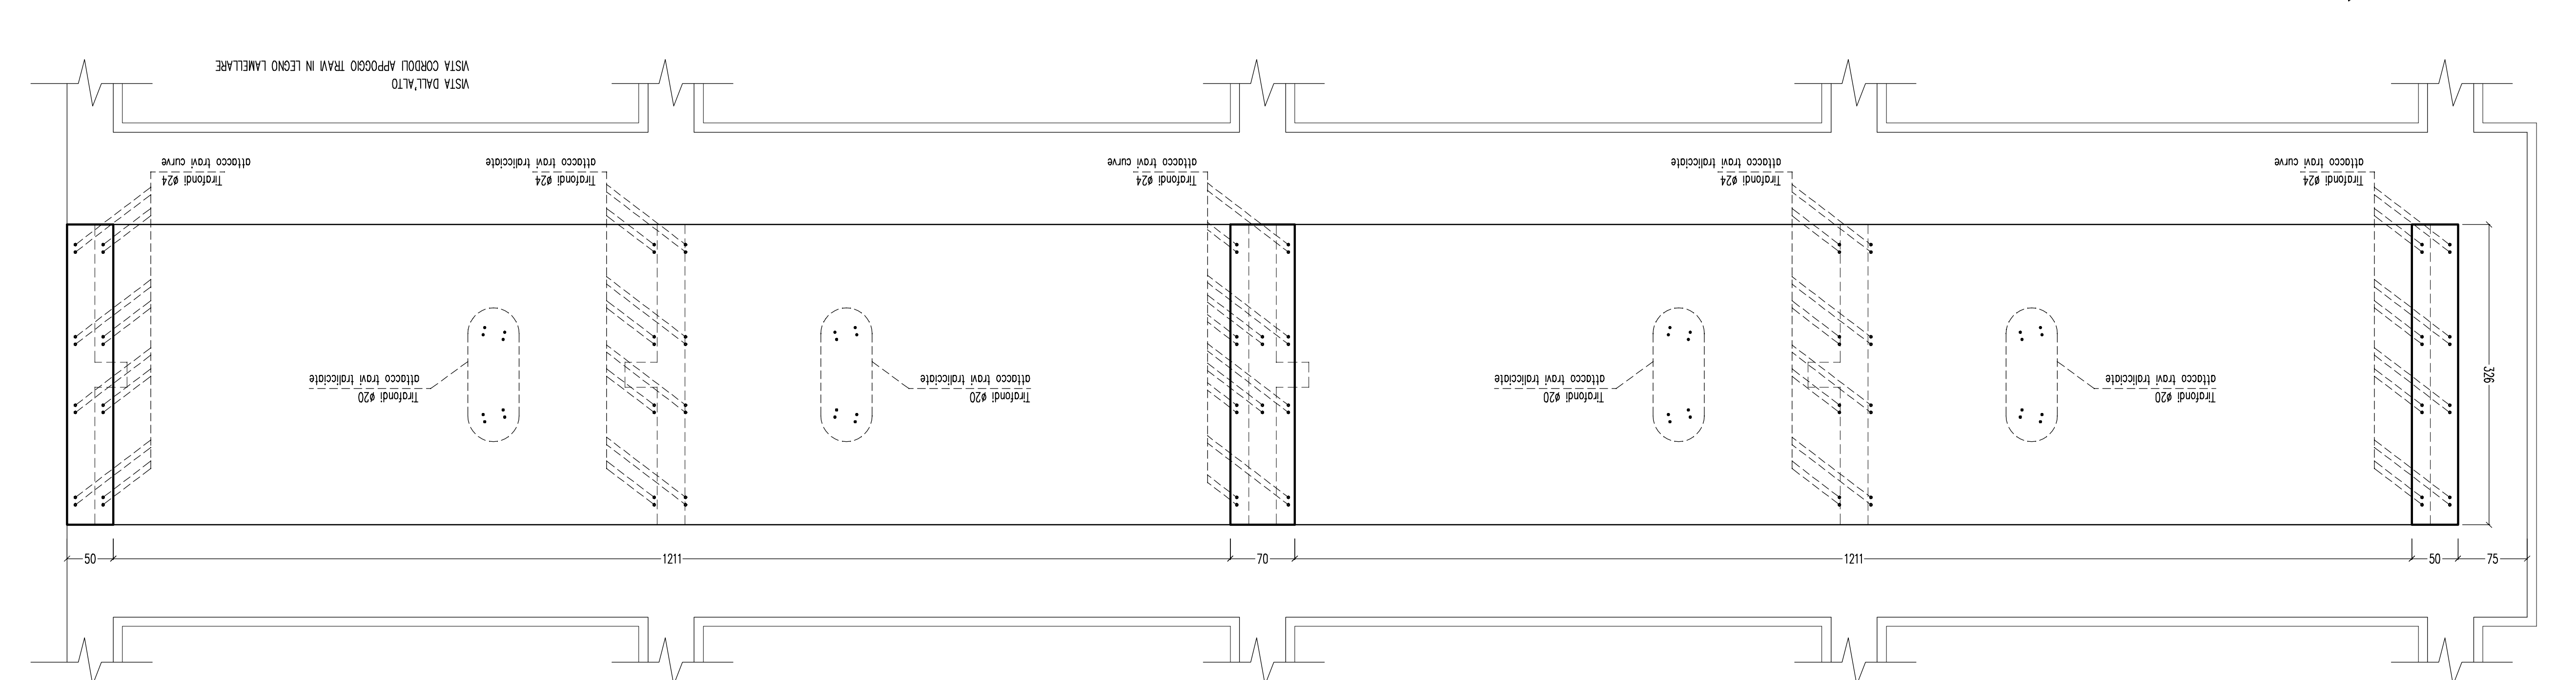 VISTA DALL'ALTO
VISTA CORDOLI APPOGGIO TRAVI IN LEGNO LAMELLARE
Tirafondi ø24
attacco travi curve
Tirafondi ø24
attacco travi tralicciate
Tirafondi ø24
attacco travi curve
Tirafondi ø24
attacco travi tralicciate
Tirafondi ø24
attacco travi curve
Tirafondi ø20
attacco travi tralicciate
Tirafondi ø20
attacco travi tralicciate
Tirafondi ø20
attacco travi tralicciate
Tirafondi ø20
attacco travi tralicciate
326
50
1211
70
1211
50
75